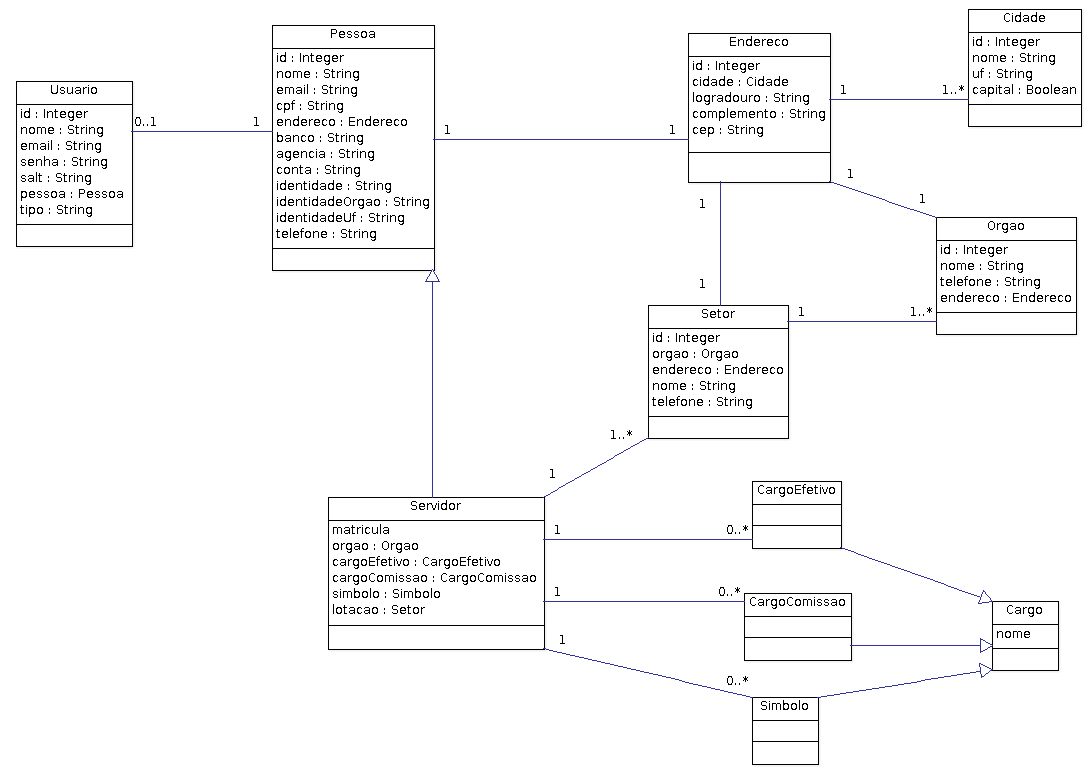 Usuario
id : Integer
nome : String
email : String
senha : String
salt : String
pessoa : Pessoa
tipo : String
0..1
1
Pessoa
id : Integer
nome : String
email : String
cpf : String
endereco : Endereco
banco : String
agencia : String
conta : String
identidade : String
identidadeOrgao : String
identidadeUf : String
telefone : String
1
1
Endereco
id : Integer
cidade : Cidade
logradouro : String
complemento : String
cep : String
1
1..*
Cidade
id : Integer
nome : String
uf : String
capital : Boolean
1
1
1
1
Orgao
id : Integer
nome : String
telefone : String
endereco : Endereco
Setor
id : Integer
orgao : Orgao
endereco : Endereco
nome : String
telefone : String
1
1..*
1..*
1
Servidor
matricula
orgao : Orgao
cargoEfetivo : CargoEfetivo
cargoComissao : CargoComissao
simbolo : Simbolo
lotacao : Setor
1
0..*
CargoEfetivo
1
0..*
CargoComissao
1
0..*
Simbolo
Cargo
nome